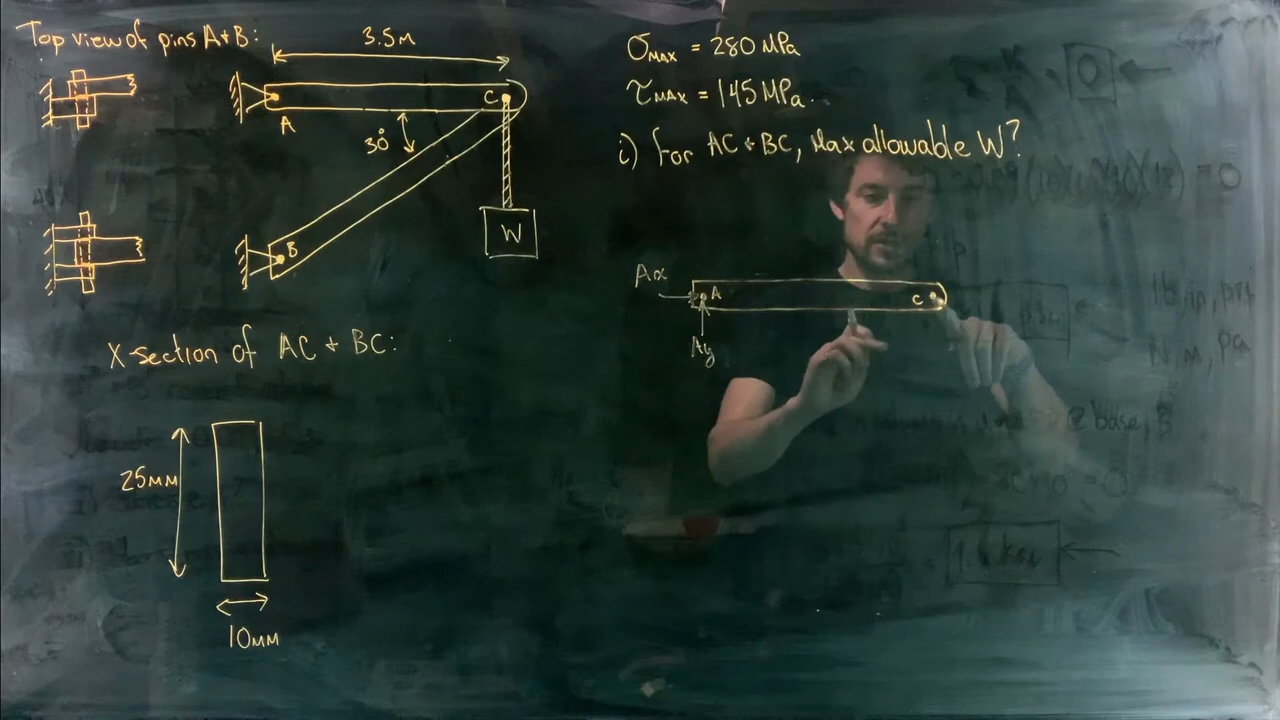 Top view of pins A+B:
3.5m
A
C
30°
B
W
X-section of AC + BC:
25mm
10mm
σMAX = 280 MPa
τMAX = 145 MPa.
i) For AC + BC, Max allowable W?
Ax
A
C
Ay